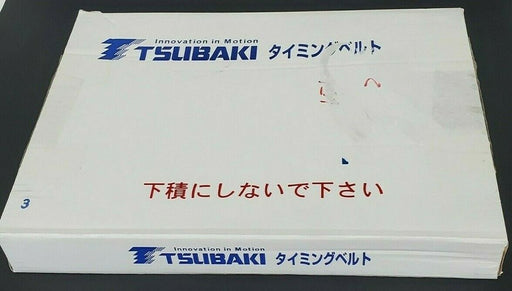 Innovation in Motion
TSUBAKI タイミングベルト
下積にしないで下さい
3
Innovation in Motion
TSUBAKI タイミングベルト